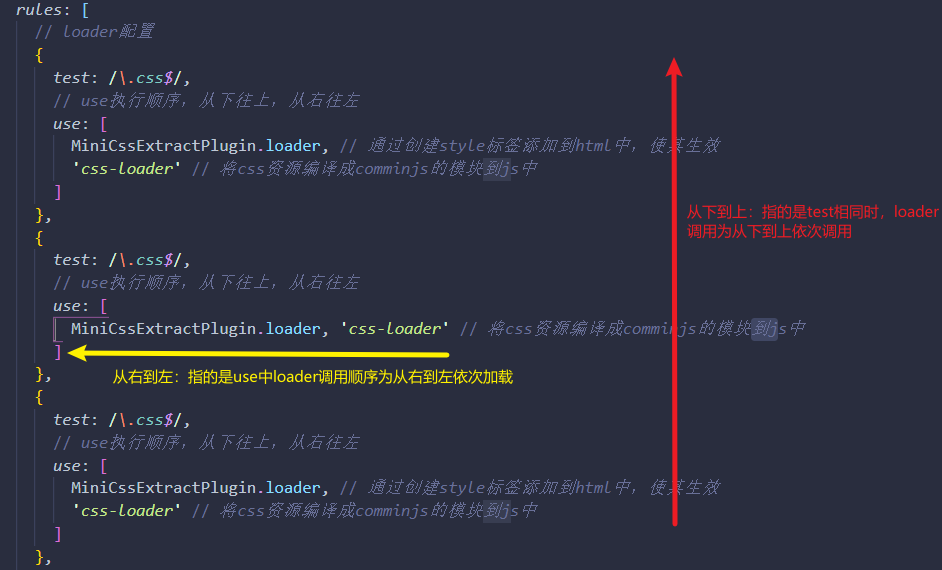 rules: [
// loader配置
{
test: /\.css$/,
// use执行顺序，从下往上，从右往左
use: [
MiniCssExtractPlugin.loader, // 通过创建style标签添加到html中，使其生效
'css-loader' // 将css资源编译成comminjs的模块到js中
]
},
{
test: /\.css$/,
// use执行顺序，从下往上，从右往左
use: [
MiniCssExtractPlugin.loader, 'css-loader' // 将css资源编译成comminjs的模块到js中
]
},
{
test: /\.css$/,
// use执行顺序，从下往上，从右往左
use: [
MiniCssExtractPlugin.loader, // 通过创建style标签添加到html中，使其生效
'css-loader' // 将css资源编译成comminjs的模块到js中
]
},
从下到上：指的是test相同时，loader
调用为从下到上依次调用
从右到左：指的是use中loader调用顺序为从右到左依次加载